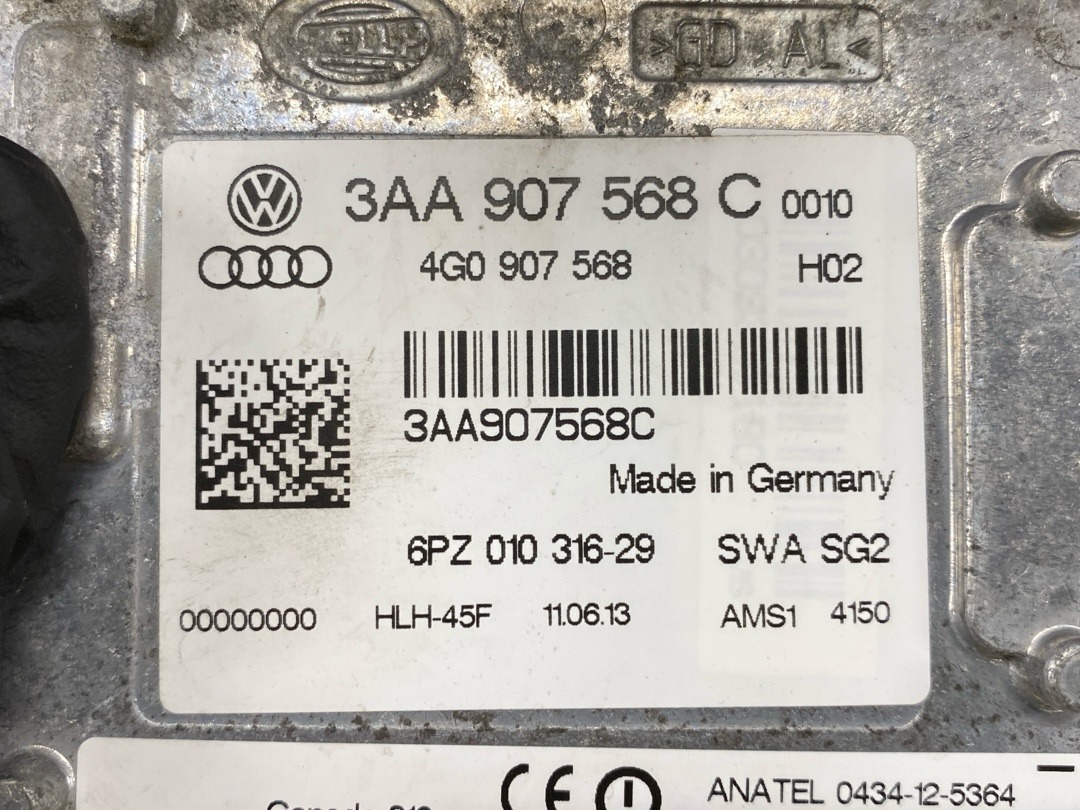 >GD AL<
3AA 907 568 C 0010
4G0 907 568 H02
3AA907568C
Made in Germany
6PZ 010 316-29 SWA SG2
00000000 HLH-45F 11.06.13 AMS1 4150
CE ANATEL 0434-12-5364